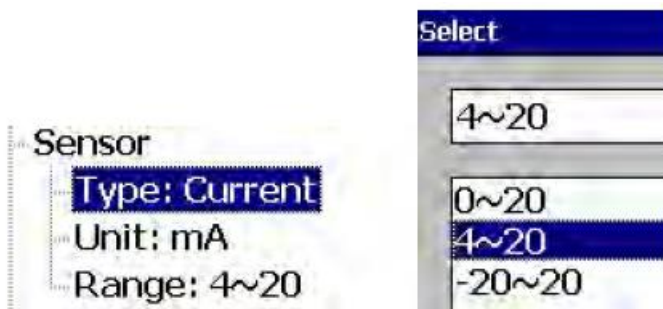 Sensor
Type: Current
Unit: mA
Range: 4~20
Select
4~20
0~20
4~20
-20~20